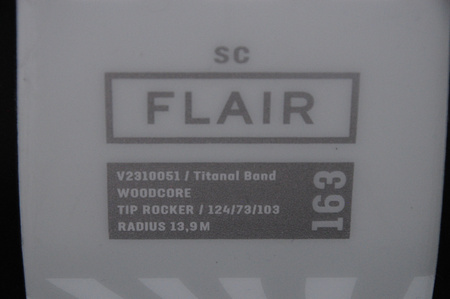 SC
FLAIR
V2310051 / Titanal Band
WOODCORE
TIP ROCKER / 124/73/103
RADIUS 13,9 M
163